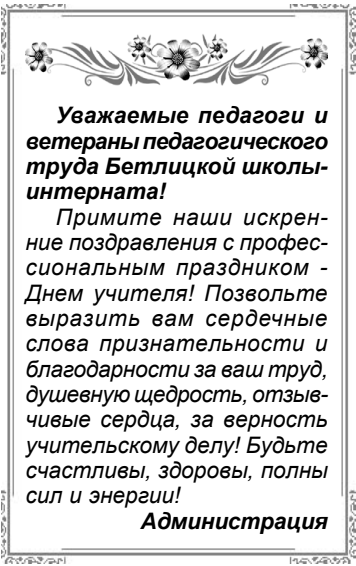 Уважаемые педагоги и
ветераны педагогического
труда Бетлицкой школы-
интерната!
Примите наши искрен-
ние поздравления с профес-
сиональным праздником -
Днем учителя! Позвольте
выразить вам сердечные
слова признательности и
благодарности за ваш труд,
душевную щедрость, отзыв-
чивые сердца, за верность
учительскому делу! Будьте
счастливы, здоровы, полны
сил и энергии!
Администрация